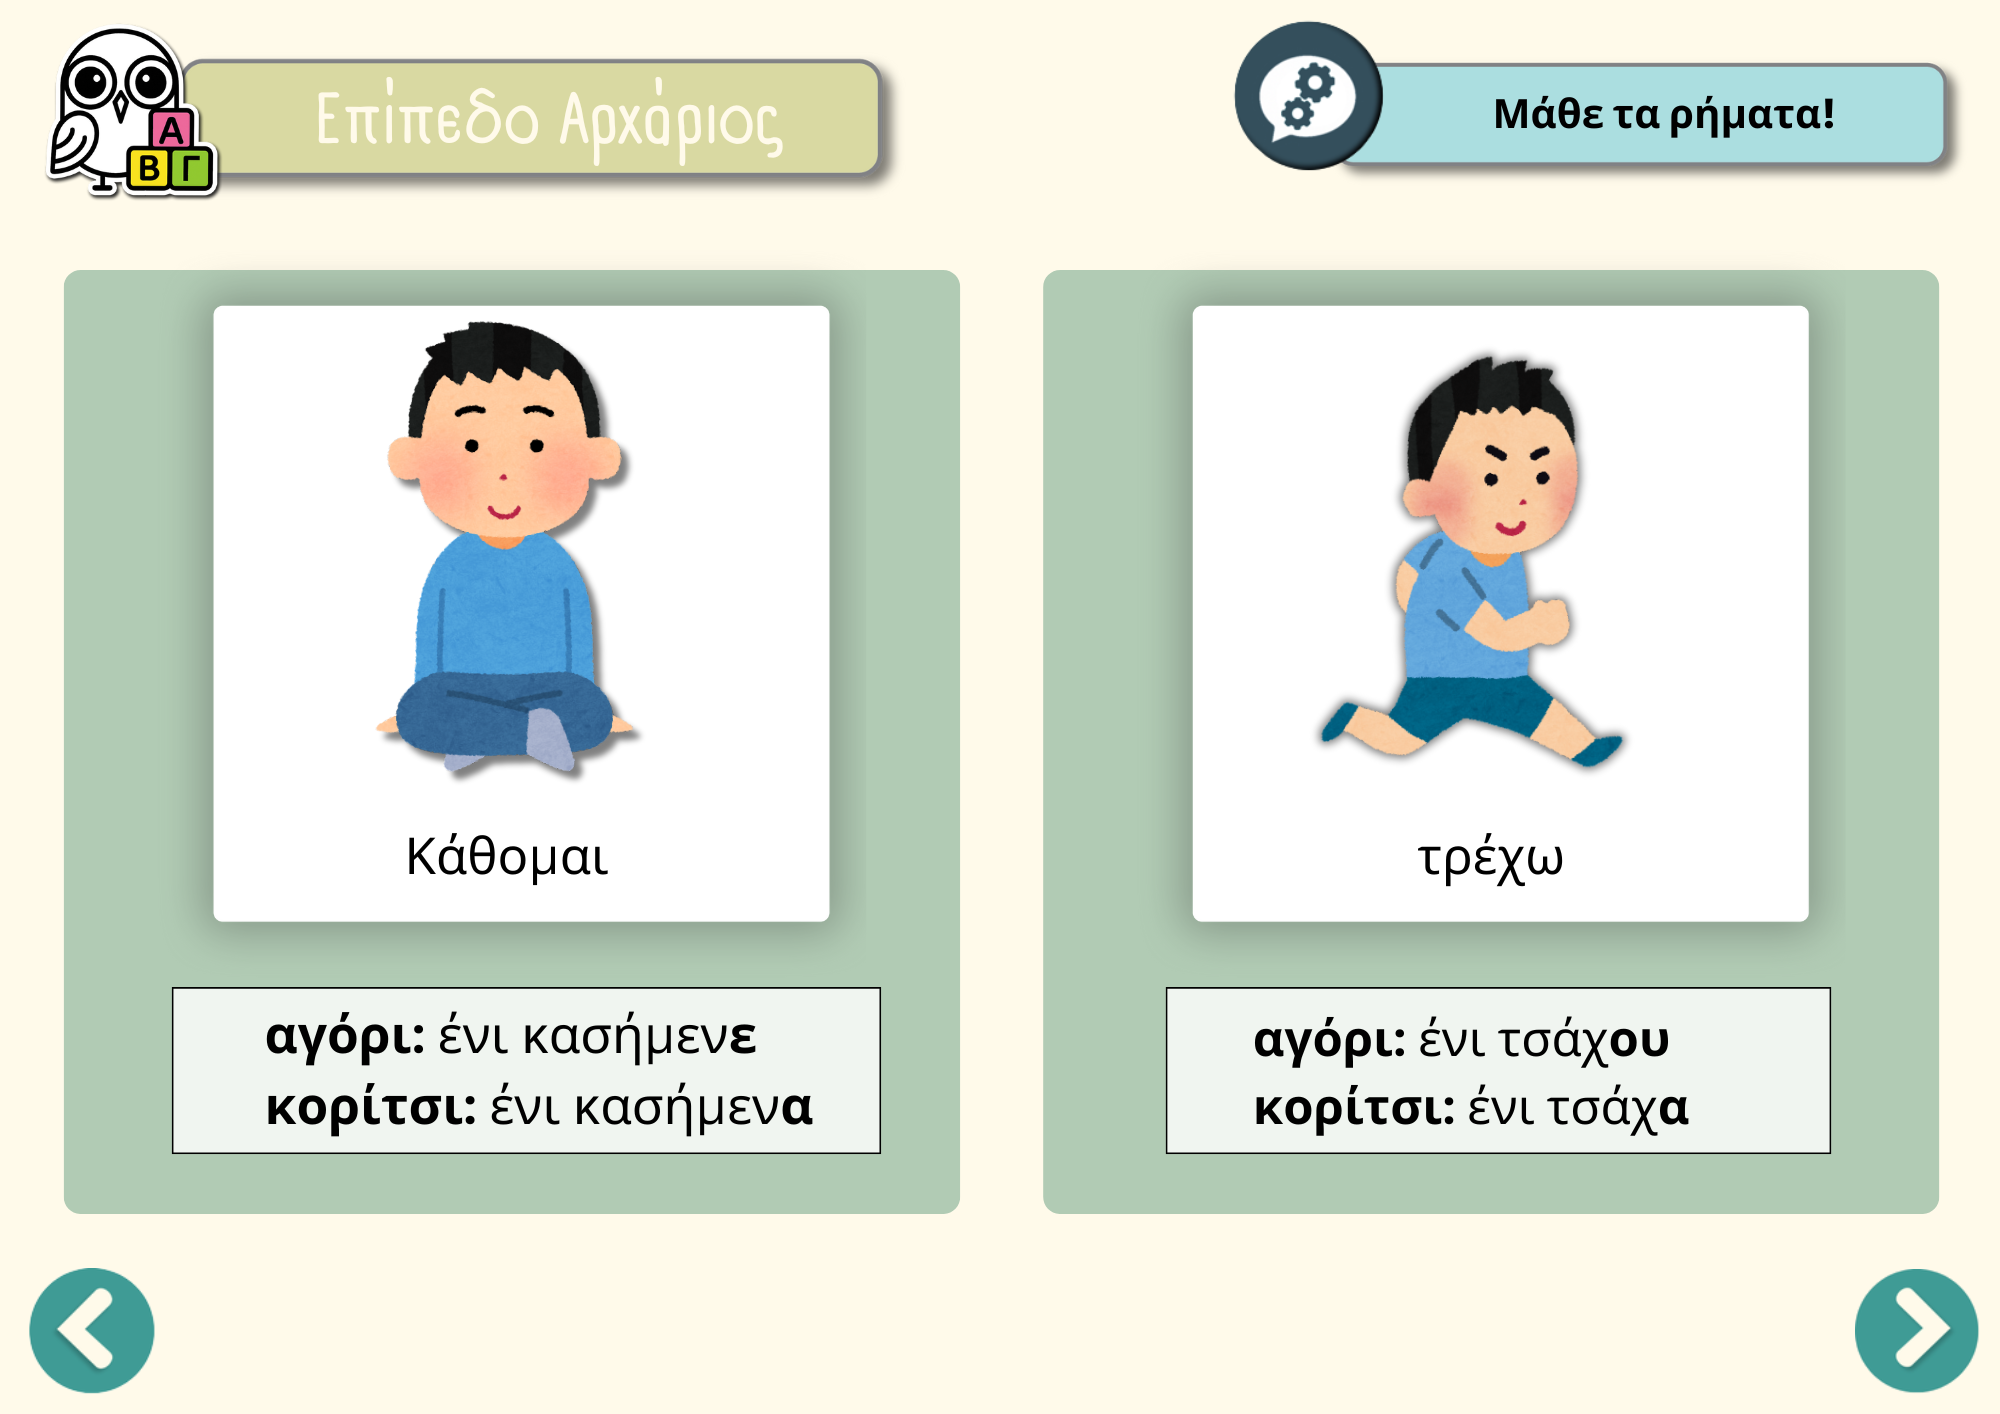 Επίπεδο Αρχάριος
Μάθε τα ρήματα!
Α
Β Γ
Κάθομαι
αγόρι: ένι κασήμενε
κορίτσι: ένι κασήμενα
τρέχω
αγόρι: ένι τσάχου
κορίτσι: ένι τσάχα